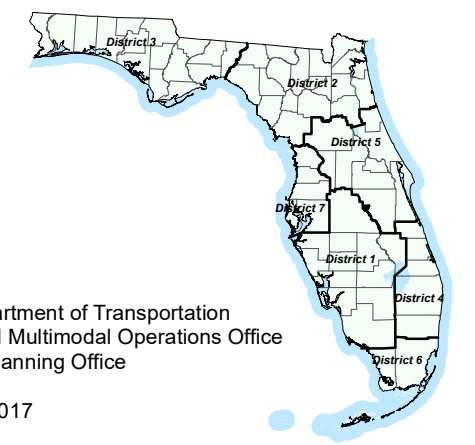 District 3
District 2
District 5
District 7
District 1
District 4
District 6
artment of Transportation
Multimodal Operations Office
anning Office
017